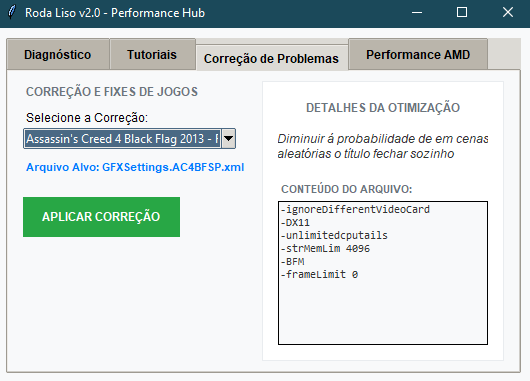 Roda Liso v2.0 - Performance Hub
Diagnóstico
Tutoriais
Correção de Problemas
Performance AMD
CORREÇÃO E FIXES DE JOGOS
Selecione a Correção:
Assassin's Creed 4 Black Flag 2013 - F
Arquivo Alvo: GFXSettings.AC4BFSP.xml
APLICAR CORREÇÃO
DETALHES DA OTIMIZAÇÃO
Diminuir á probabilidade de em cenas
aleatórias o título fechar sozinho
CONTEÚDO DO ARQUIVO:
-ignoreDifferentVideoCard
-DX11
-unlimitedcputails
-strMemLim 4096
-BFM
-frameLimit 0